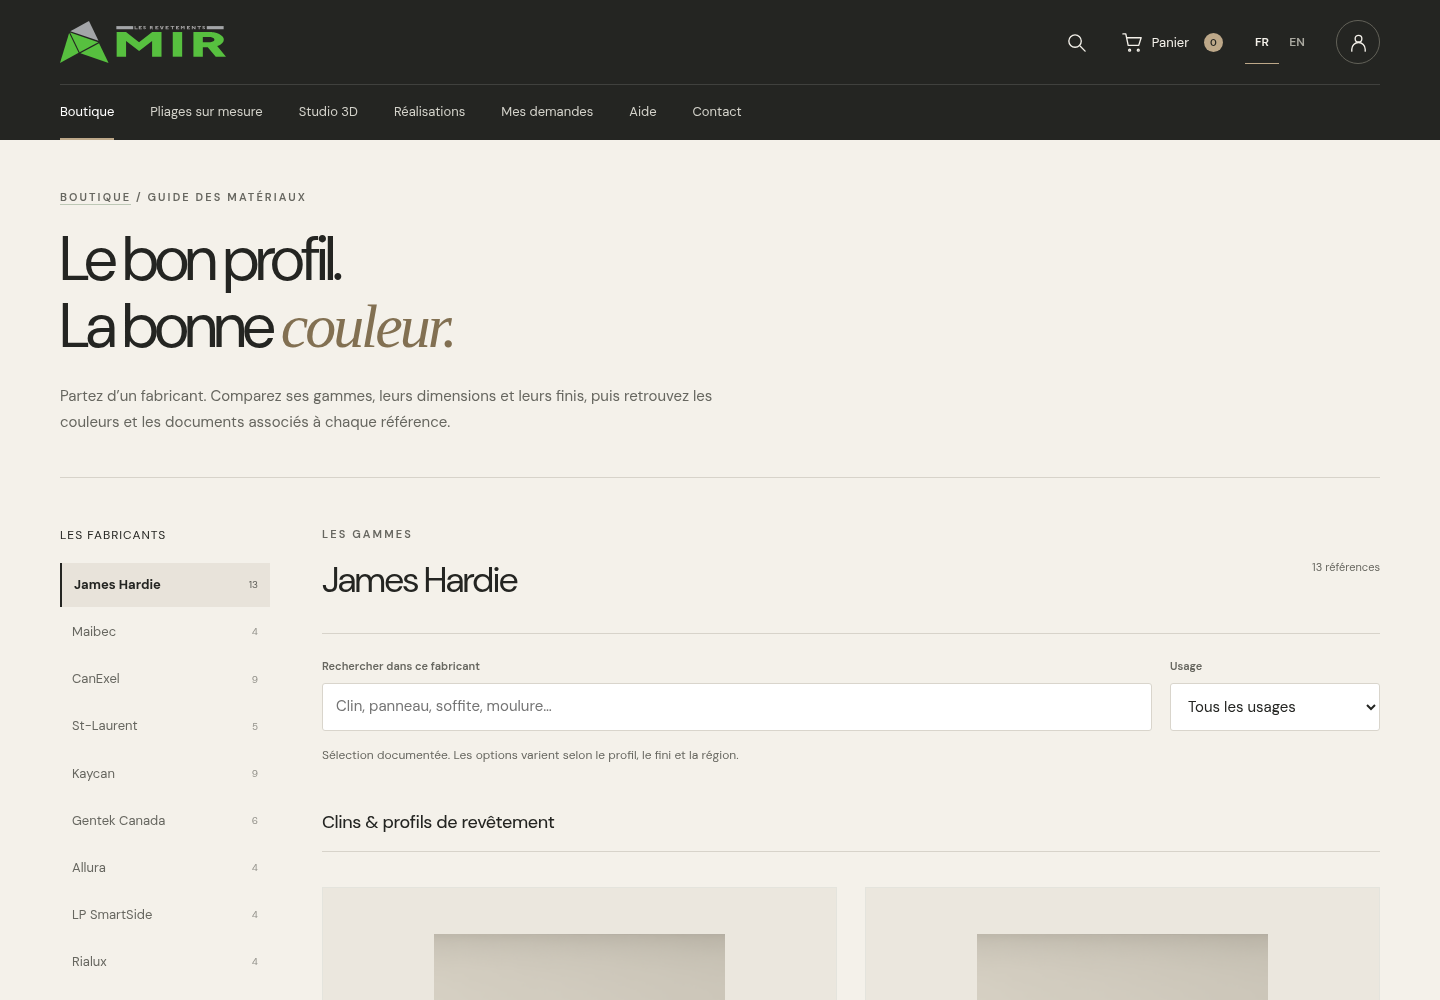 LES REVÊTEMENTS
MIR
Panier 0
FR EN
Boutique Pliages sur mesure Studio 3D Réalisations Mes demandes Aide Contact
BOUTIQUE / GUIDE DES MATÉRIAUX
Le bon profil.
La bonne couleur.
Partez d’un fabricant. Comparez ses gammes, leurs dimensions et leurs finis, puis retrouvez les
couleurs et les documents associés à chaque référence.
LES FABRICANTS
James Hardie 13
Maibec 4
CanExel 9
St-Laurent 5
Kaycan 9
Gentek Canada 6
Allura 4
LP SmartSide 4
Rialux 4
LES GAMMES
James Hardie
13 références
Rechercher dans ce fabricant
Clin, panneau, soffite, moulure…
Usage
Tous les usages
Sélection documentée. Les options varient selon le profil, le fini et la région.
Clins & profils de revêtement